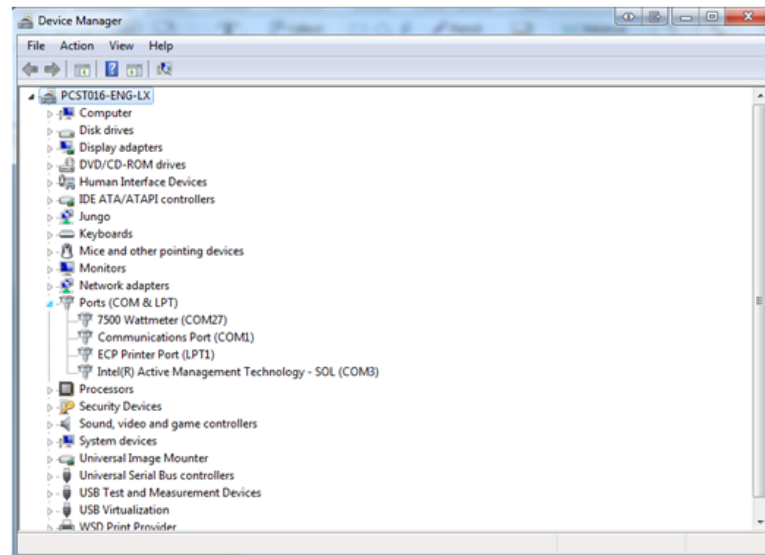 Device Manager
File Action View Help
PCST016-ENG-LX
Computer
Disk drives
Display adapters
DVD/CD-ROM drives
Human Interface Devices
IDE ATA/ATAPI controllers
Jungo
Keyboards
Mice and other pointing devices
Monitors
Network adapters
Ports (COM & LPT)
7500 Wattmeter (COM27)
Communications Port (COM1)
ECP Printer Port (LPT1)
Intel(R) Active Management Technology - SOL (COM3)
Processors
Security Devices
Sound, video and game controllers
System devices
Universal Image Mounter
Universal Serial Bus controllers
USB Test and Measurement Devices
USB Virtualization
WSD Print Provider